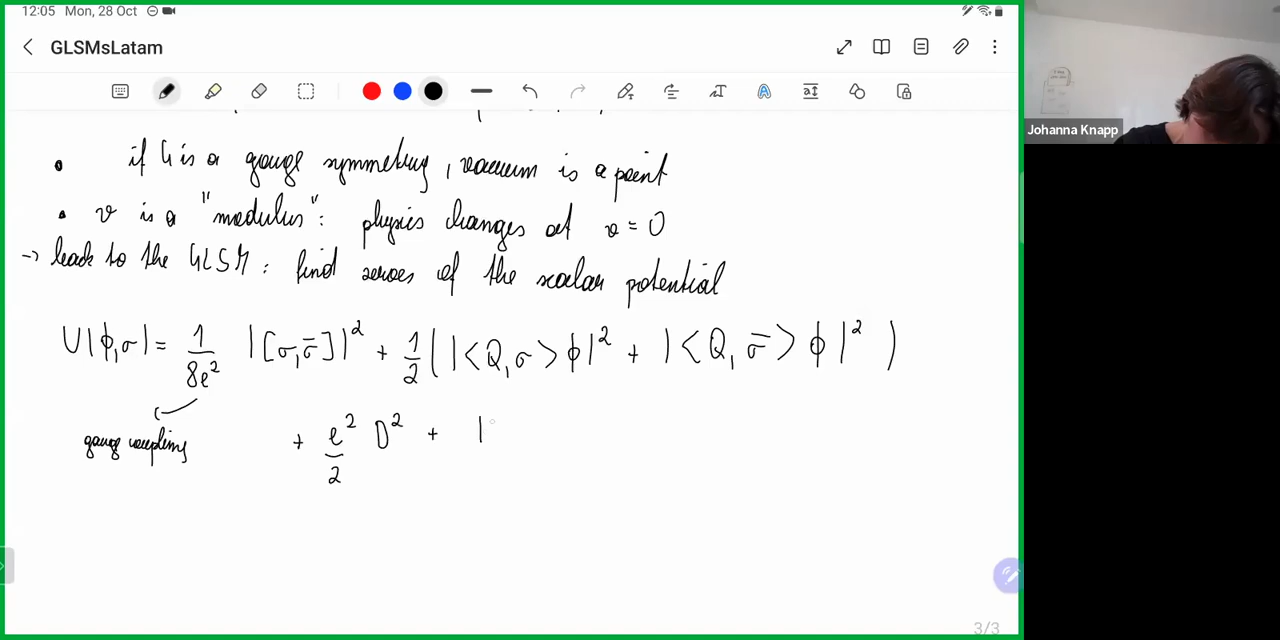 12:05 Mon, 28 Oct
GLSMsLatam
• if G is a gauge symmetry, vacuum is a point
• v is a "modulus": physics changes at v = 0
→ leads to the GLSM: find zeroes of the scalar potential
U(ϕ,σ) = 1/8e² |[σ,σ̄]|² + 1/2 ( |<Q,σ>ϕ|² + |<Q,σ̄>ϕ|² )
gauge coupling
+ e²/2 D² + |
3/3
Johanna Knapp